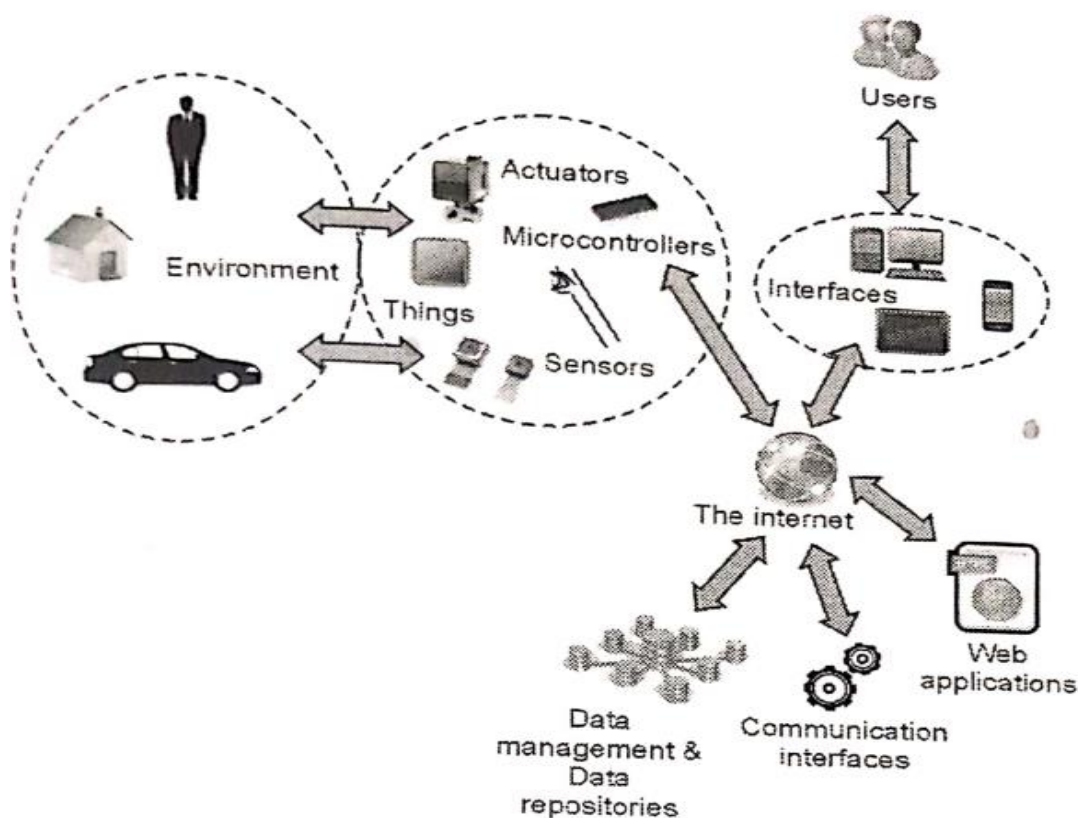 Users
Actuators
Microcontrollers
Environment
Interfaces
Things
Sensors
The internet
Web
applications
Data
management &
Data
repositories
Communication
interfaces